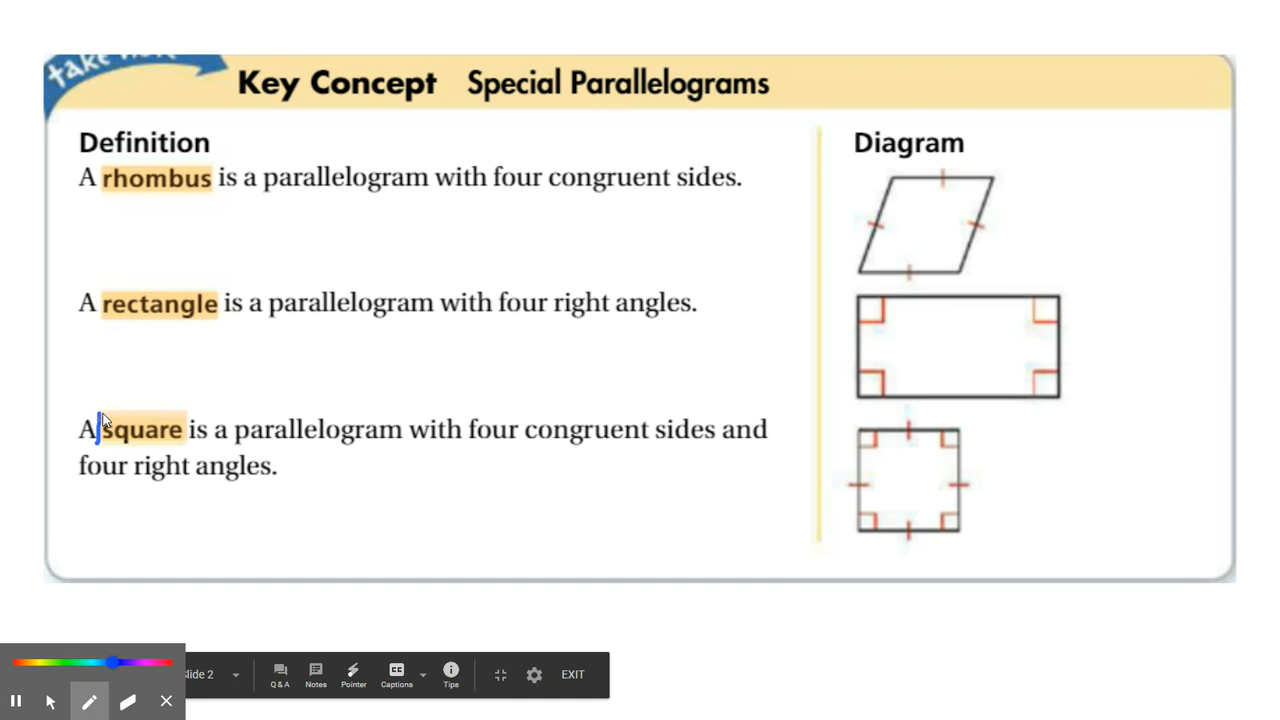 take note
Key Concept Special Parallelograms
Definition
Diagram
A rhombus is a parallelogram with four congruent sides.
A rectangle is a parallelogram with four right angles.
A square is a parallelogram with four congruent sides and
four right angles.
Slide 2
Q & A
Notes
Pointer
Captions
Tips
EXIT